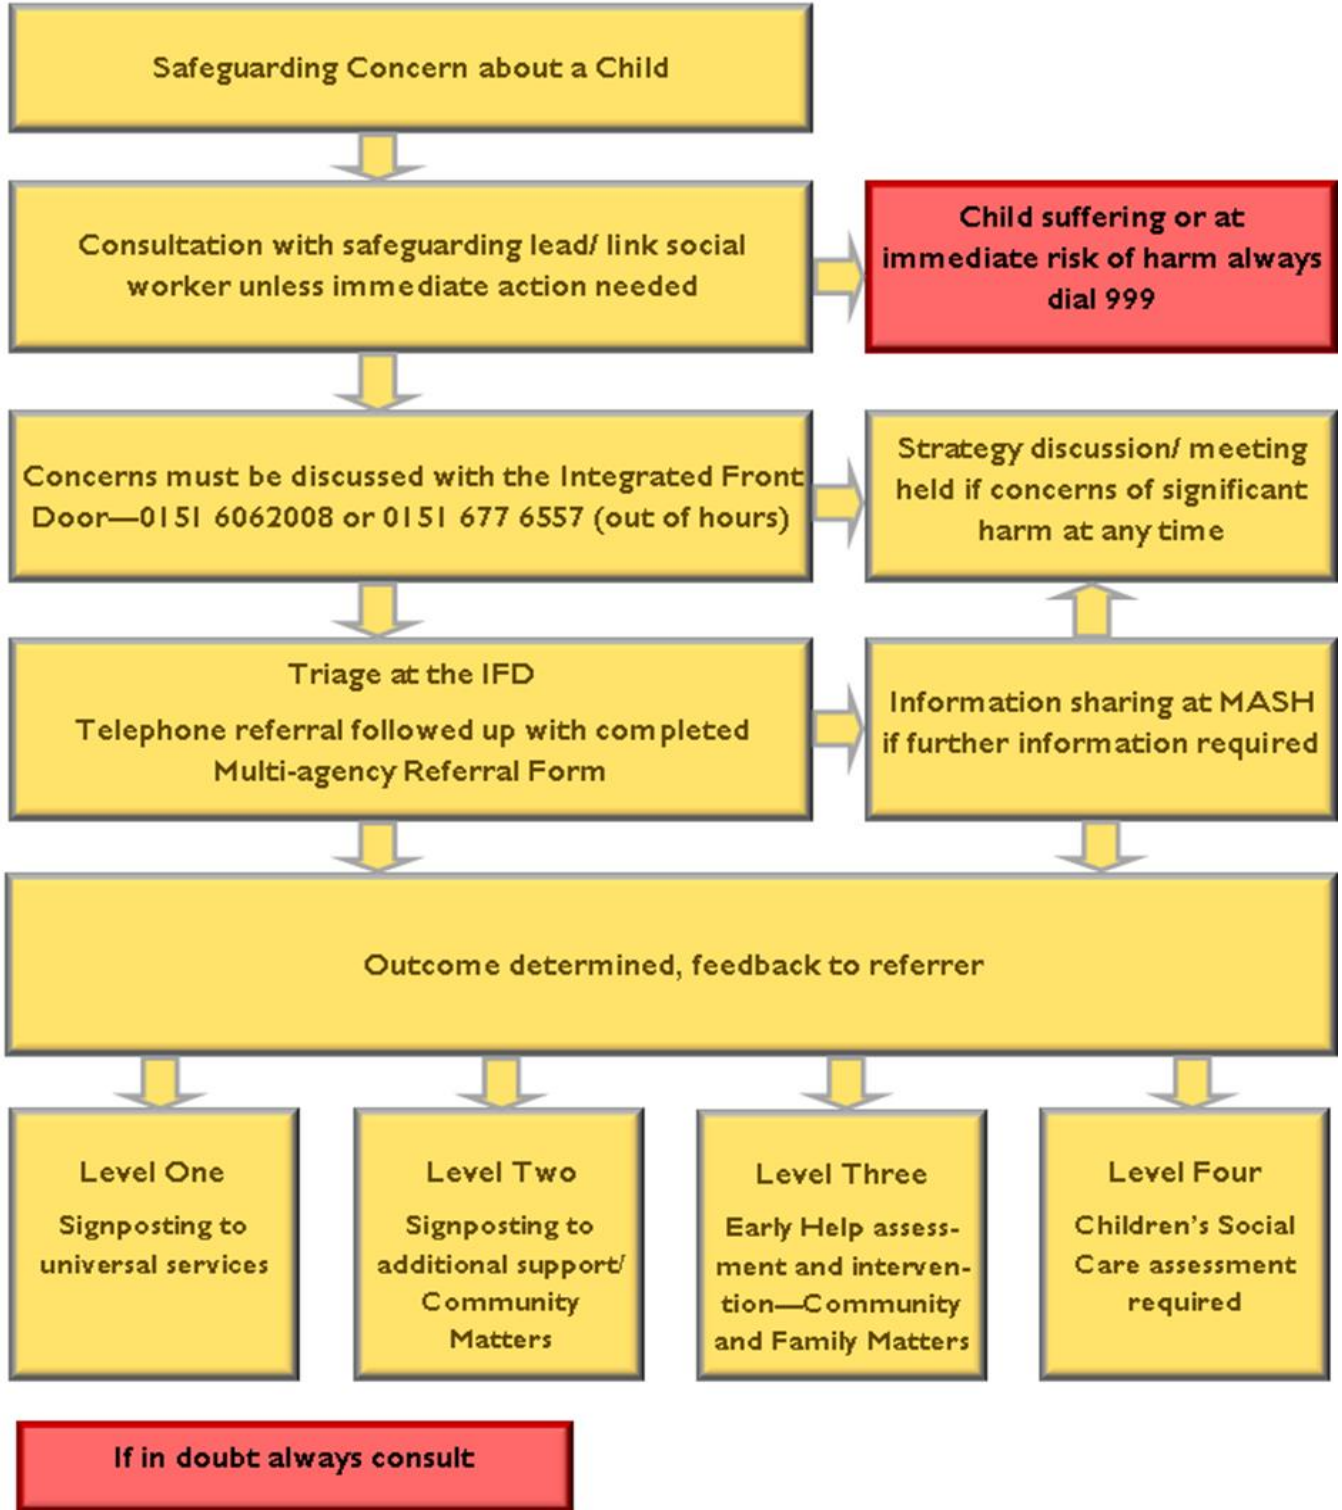 Safeguarding Concern about a Child
Consultation with safeguarding lead/ link social
worker unless immediate action needed
Child suffering or at
immediate risk of harm always
dial 999
Concerns must be discussed with the Integrated Front
Door—0151 6062008 or 0151 677 6557 (out of hours)
Strategy discussion/ meeting
held if concerns of significant
harm at any time
Triage at the IFD
Telephone referral followed up with completed
Multi-agency Referral Form
Information sharing at MASH
if further information required
Outcome determined, feedback to referrer
Level One
Signposting to
universal services
Level Two
Signposting to
additional support/
Community
Matters
Level Three
Early Help assess-
ment and interven-
tion—Community
and Family Matters
Level Four
Children's Social
Care assessment
required
If in doubt always consult